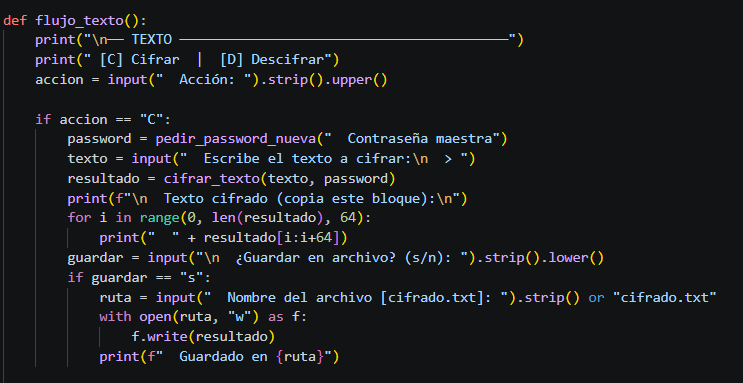 def flujo_texto():
    print("\n── TEXTO ─────────────────────────────────────────")
    print(" [C] Cifrar  |  [D] Descifrar")
    accion = input("  Acción: ").strip().upper()

    if accion == "C":
        password = pedir_password_nueva("  Contraseña maestra")
        texto = input("  Escribe el texto a cifrar:\n  > ")
        resultado = cifrar_texto(texto, password)
        print(f"\n  Texto cifrado (copia este bloque):\n")
        for i in range(0, len(resultado), 64):
            print("  " + resultado[i:i+64])
        guardar = input("\n  ¿Guardar en archivo? (s/n): ").strip().lower()
        if guardar == "s":
            ruta = input("  Nombre del archivo [cifrado.txt]: ").strip() or "cifrado.txt"
            with open(ruta, "w") as f:
                f.write(resultado)
            print(f"  Guardado en {ruta}")